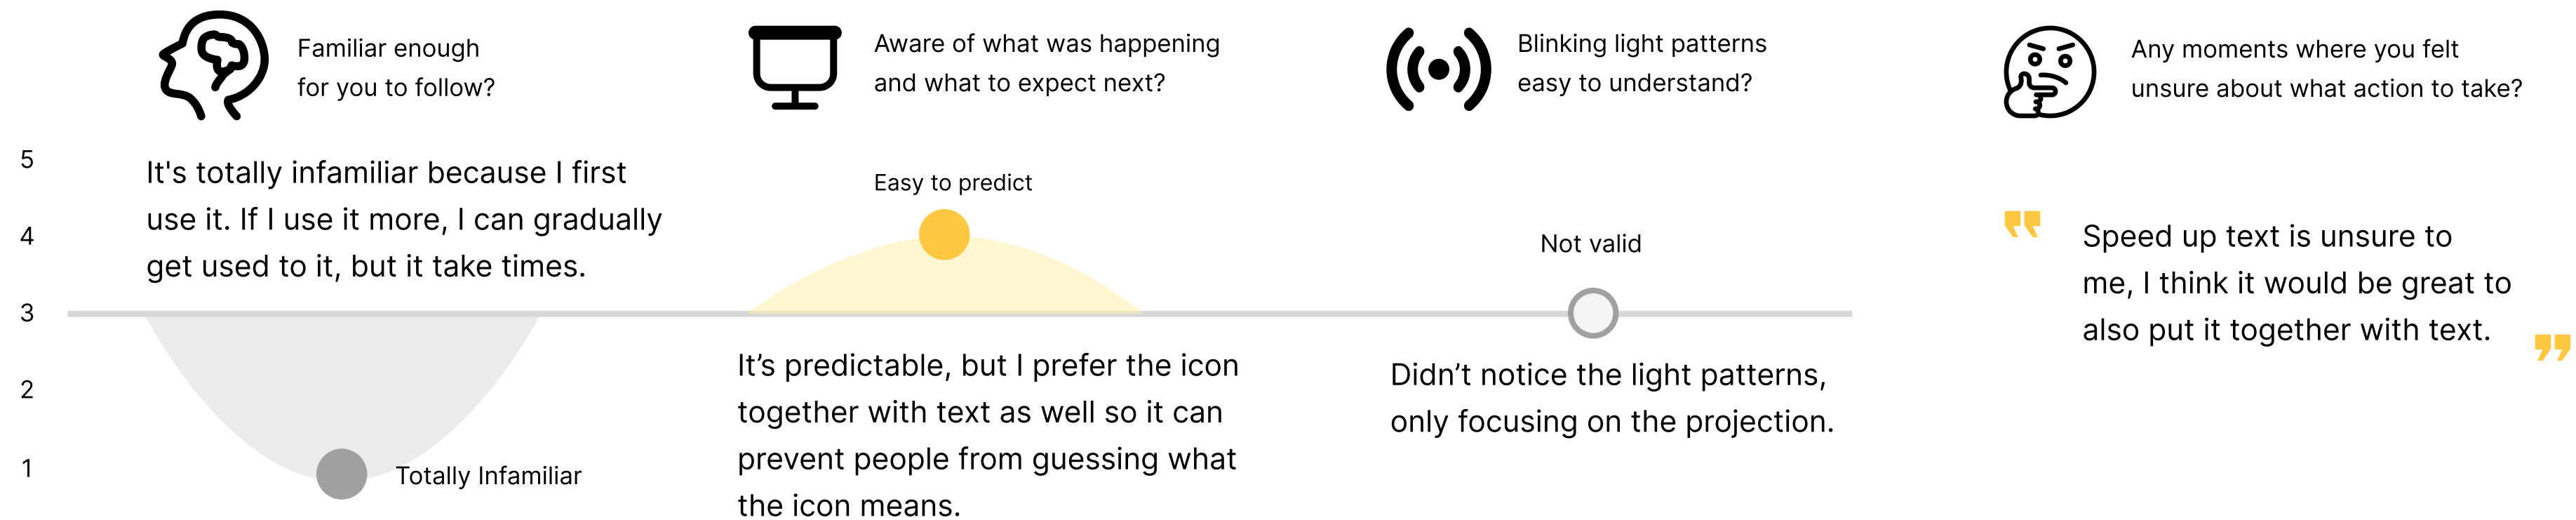 Familiar enough
for you to follow?
Aware of what was happening
and what to expect next?
Blinking light patterns
easy to understand?
Any moments where you felt
unsure about what action to take?
5
4
3
2
1
It's totally infamiliar because I first
use it. If I use it more, I can gradually
get used to it, but it take times.
Totally Infamiliar
Easy to predict
It’s predictable, but I prefer the icon
together with text as well so it can
prevent people from guessing what
the icon means.
Not valid
Didn’t notice the light patterns,
only focusing on the projection.
Speed up text is unsure to
me, I think it would be great to
also put it together with text.